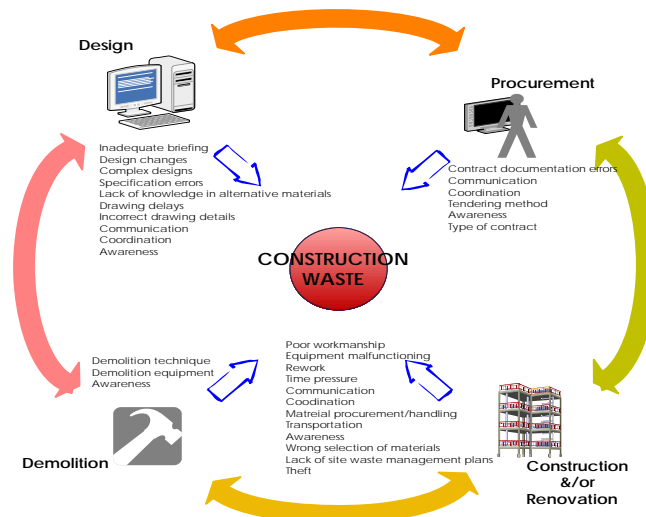 Design
Inadequate briefing
Design changes
Complex designs
Specification errors
Lack of knowledge in alternative materials
Drawing delays
Incorrect drawing details
Communication
Coordination
Awareness
Procurement
Contract documentation errors
Communication
Coordination
Tendering method
Awareness
Type of contract
CONSTRUCTION
WASTE
Demolition technique
Demolition equipment
Awareness
Demolition
Poor workmanship
Equipment malfunctioning
Rework
Time pressure
Communication
Coodination
Matreial procurement/handling
Transportation
Awareness
Wrong selection of materials
Lack of site waste management plans
Theft
Construction
&/or
Renovation